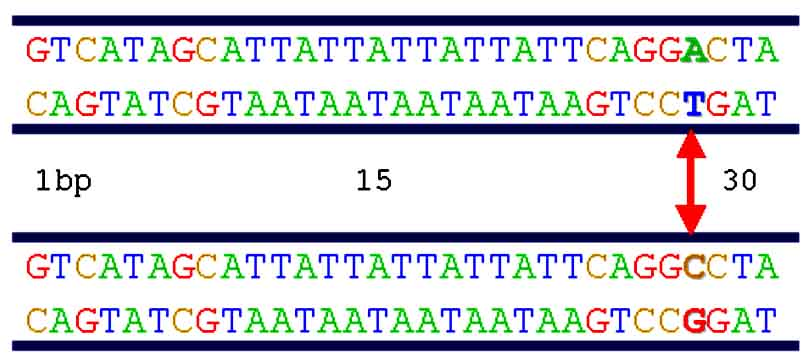 GTCATAGCATTATTATTATTATTCAGGACTA
CAGTATCGTAATAATAATAATAAGTCCTGAT
1bp 15 30
GTCATAGCATTATTATTATTATTCAGGCCTA
CAGTATCGTAATAATAATAATAAGTCCGGAT